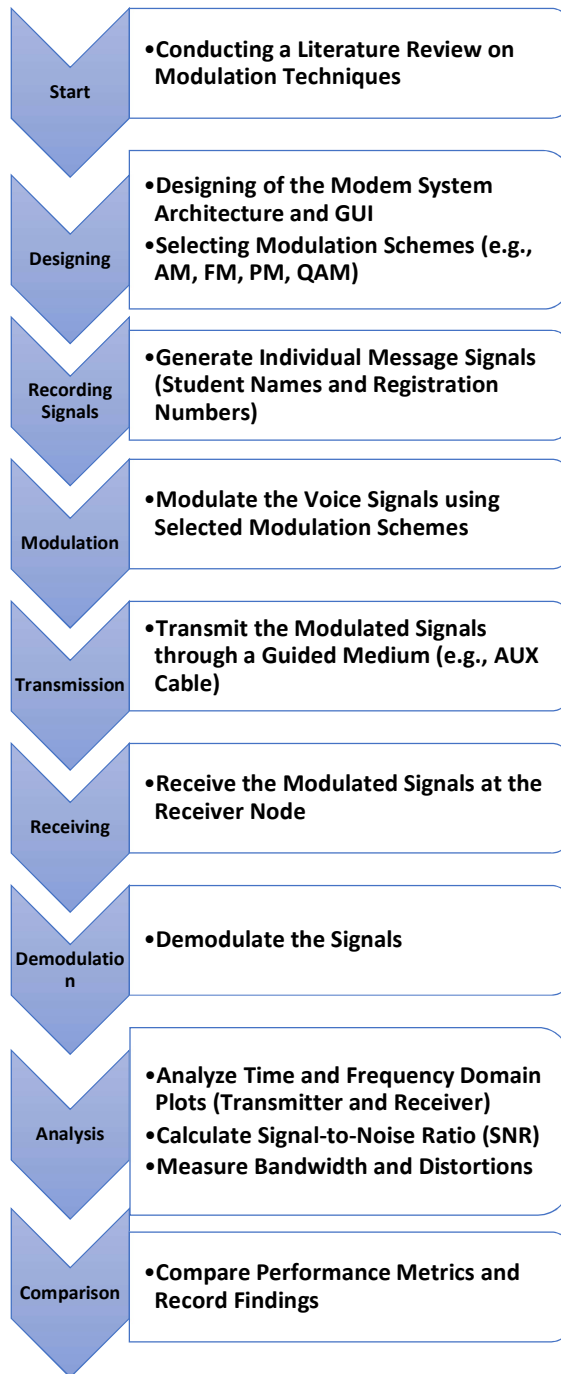 Start
•Conducting a Literature Review on
Modulation Techniques
Designing
•Designing of the Modem System
Architecture and GUI
•Selecting Modulation Schemes (e.g.,
AM, FM, PM, QAM)
Recording
Signals
•Generate Individual Message Signals
(Student Names and Registration
Numbers)
Modulation
•Modulate the Voice Signals using
Selected Modulation Schemes
Transmission
•Transmit the Modulated Signals
through a Guided Medium (e.g., AUX
Cable)
Receiving
•Receive the Modulated Signals at the
Receiver Node
Demodulatio
n
•Demodulate the Signals
Analysis
•Analyze Time and Frequency Domain
Plots (Transmitter and Receiver)
•Calculate Signal-to-Noise Ratio (SNR)
•Measure Bandwidth and Distortions
Comparison
•Compare Performance Metrics and
Record Findings